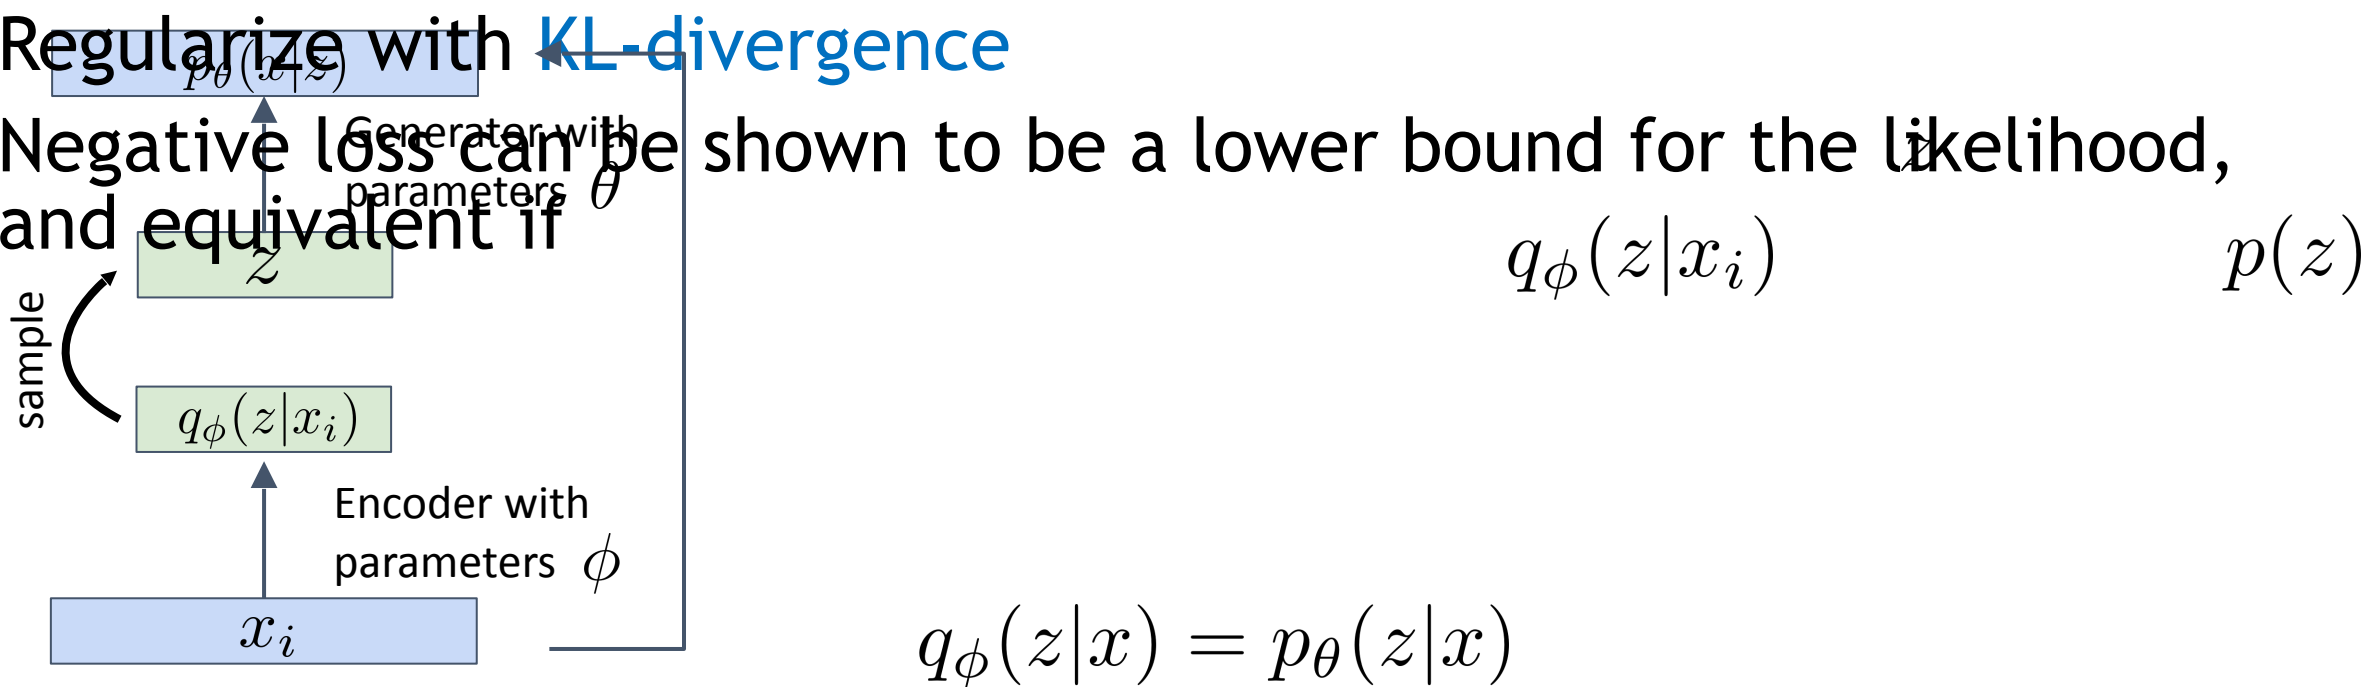 Regularize with KL-divergence
p_θ(x|z)
Negative loss can be shown to be a lower bound for the likelihood,
z
and equivalent if
Generator with
parameters θ
q_ϕ(z|x_i)
p(z)
z
sample
q_ϕ(z|x_i)
Encoder with
parameters ϕ
x_i
q_ϕ(z|x) = p_θ(z|x)